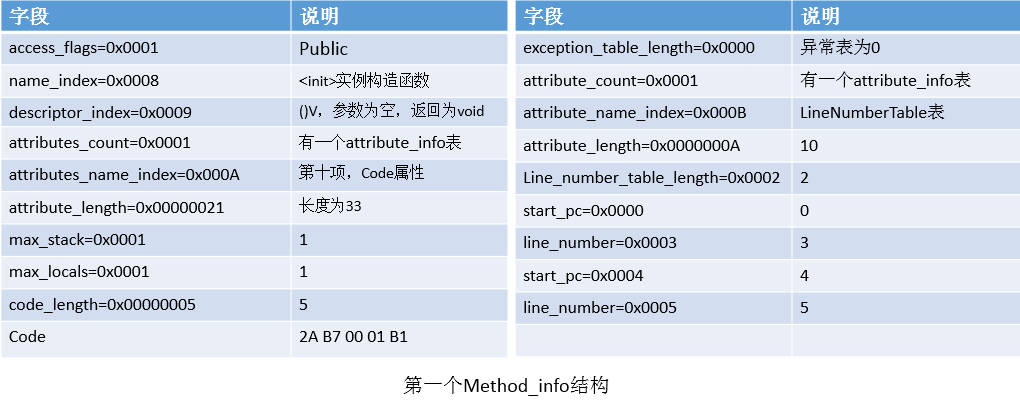 字段 说明
access_flags=0x0001 Public
name_index=0x0008 <init>实例构造函数
descriptor_index=0x0009 ()V，参数为空，返回为void
attributes_count=0x0001 有一个attribute_info表
attributes_name_index=0x000A 第十项，Code属性
attribute_length=0x00000021 长度为33
max_stack=0x0001 1
max_locals=0x0001 1
code_length=0x00000005 5
Code 2A B7 00 01 B1
字段 说明
exception_table_length=0x0000 异常表为0
attribute_count=0x0001 有一个attribute_info表
attribute_name_index=0x000B LineNumberTable表
attribute_length=0x0000000A 10
Line_number_table_length=0x0002 2
start_pc=0x0000 0
line_number=0x0003 3
start_pc=0x0004 4
line_number=0x0005 5
第一个Method_info结构